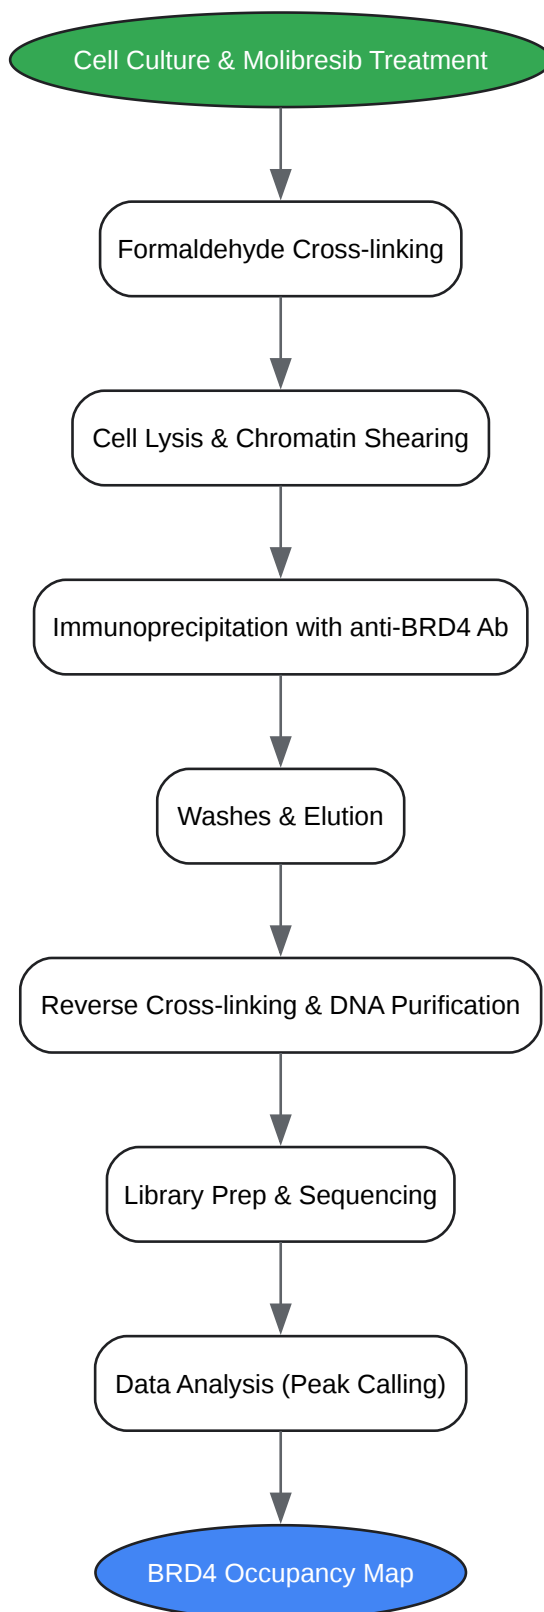 Cell Culture & Molibresib Treatment
Formaldehyde Cross-linking
Cell Lysis & Chromatin Shearing
Immunoprecipitation with anti-BRD4 Ab
Washes & Elution
Reverse Cross-linking & DNA Purification
Library Prep & Sequencing
Data Analysis (Peak Calling)
BRD4 Occupancy Map